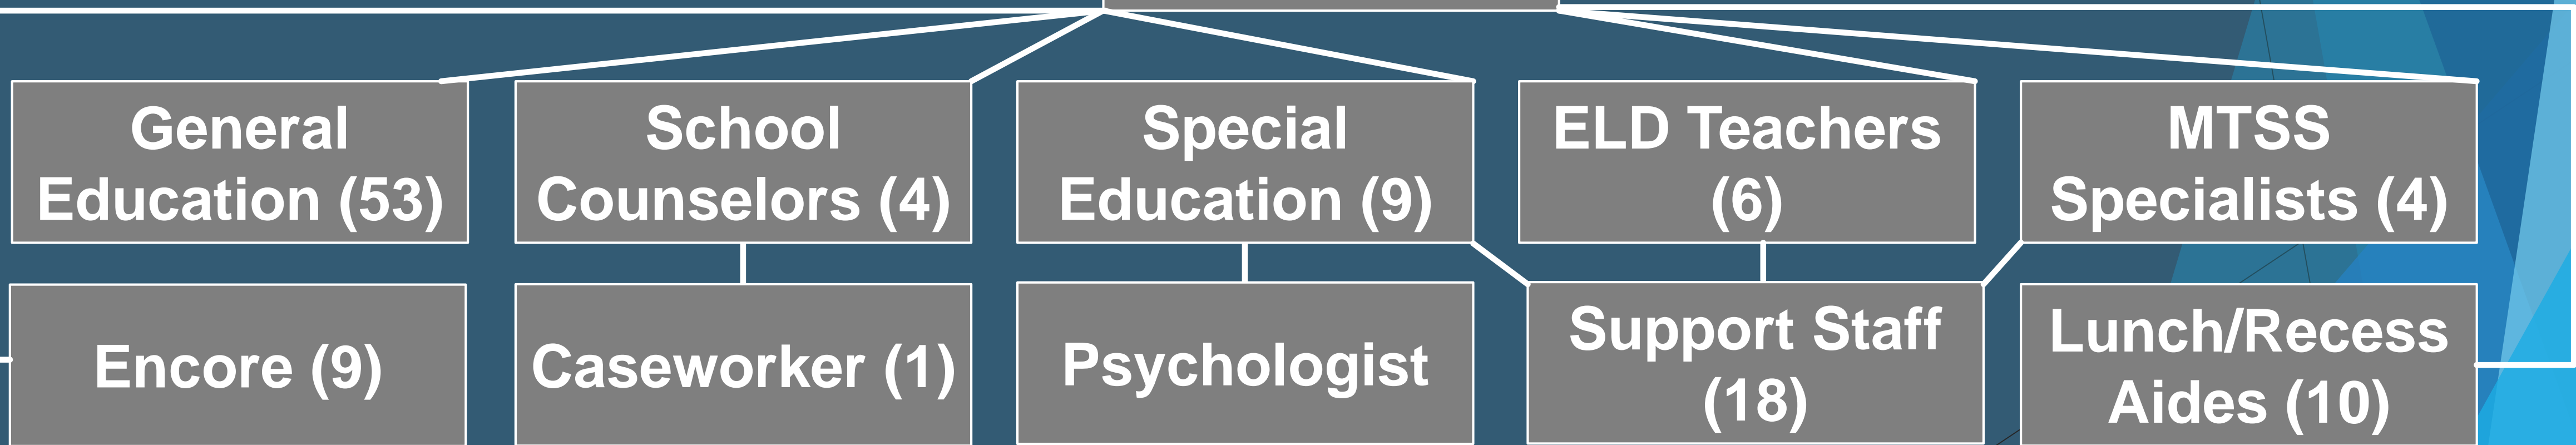 General
Education (53)
School
Counselors (4)
Special
Education (9)
ELD Teachers
(6)
MTSS
Specialists (4)
Encore (9)
Caseworker (1)
Psychologist
Support Staff
(18)
Lunch/Recess
Aides (10)